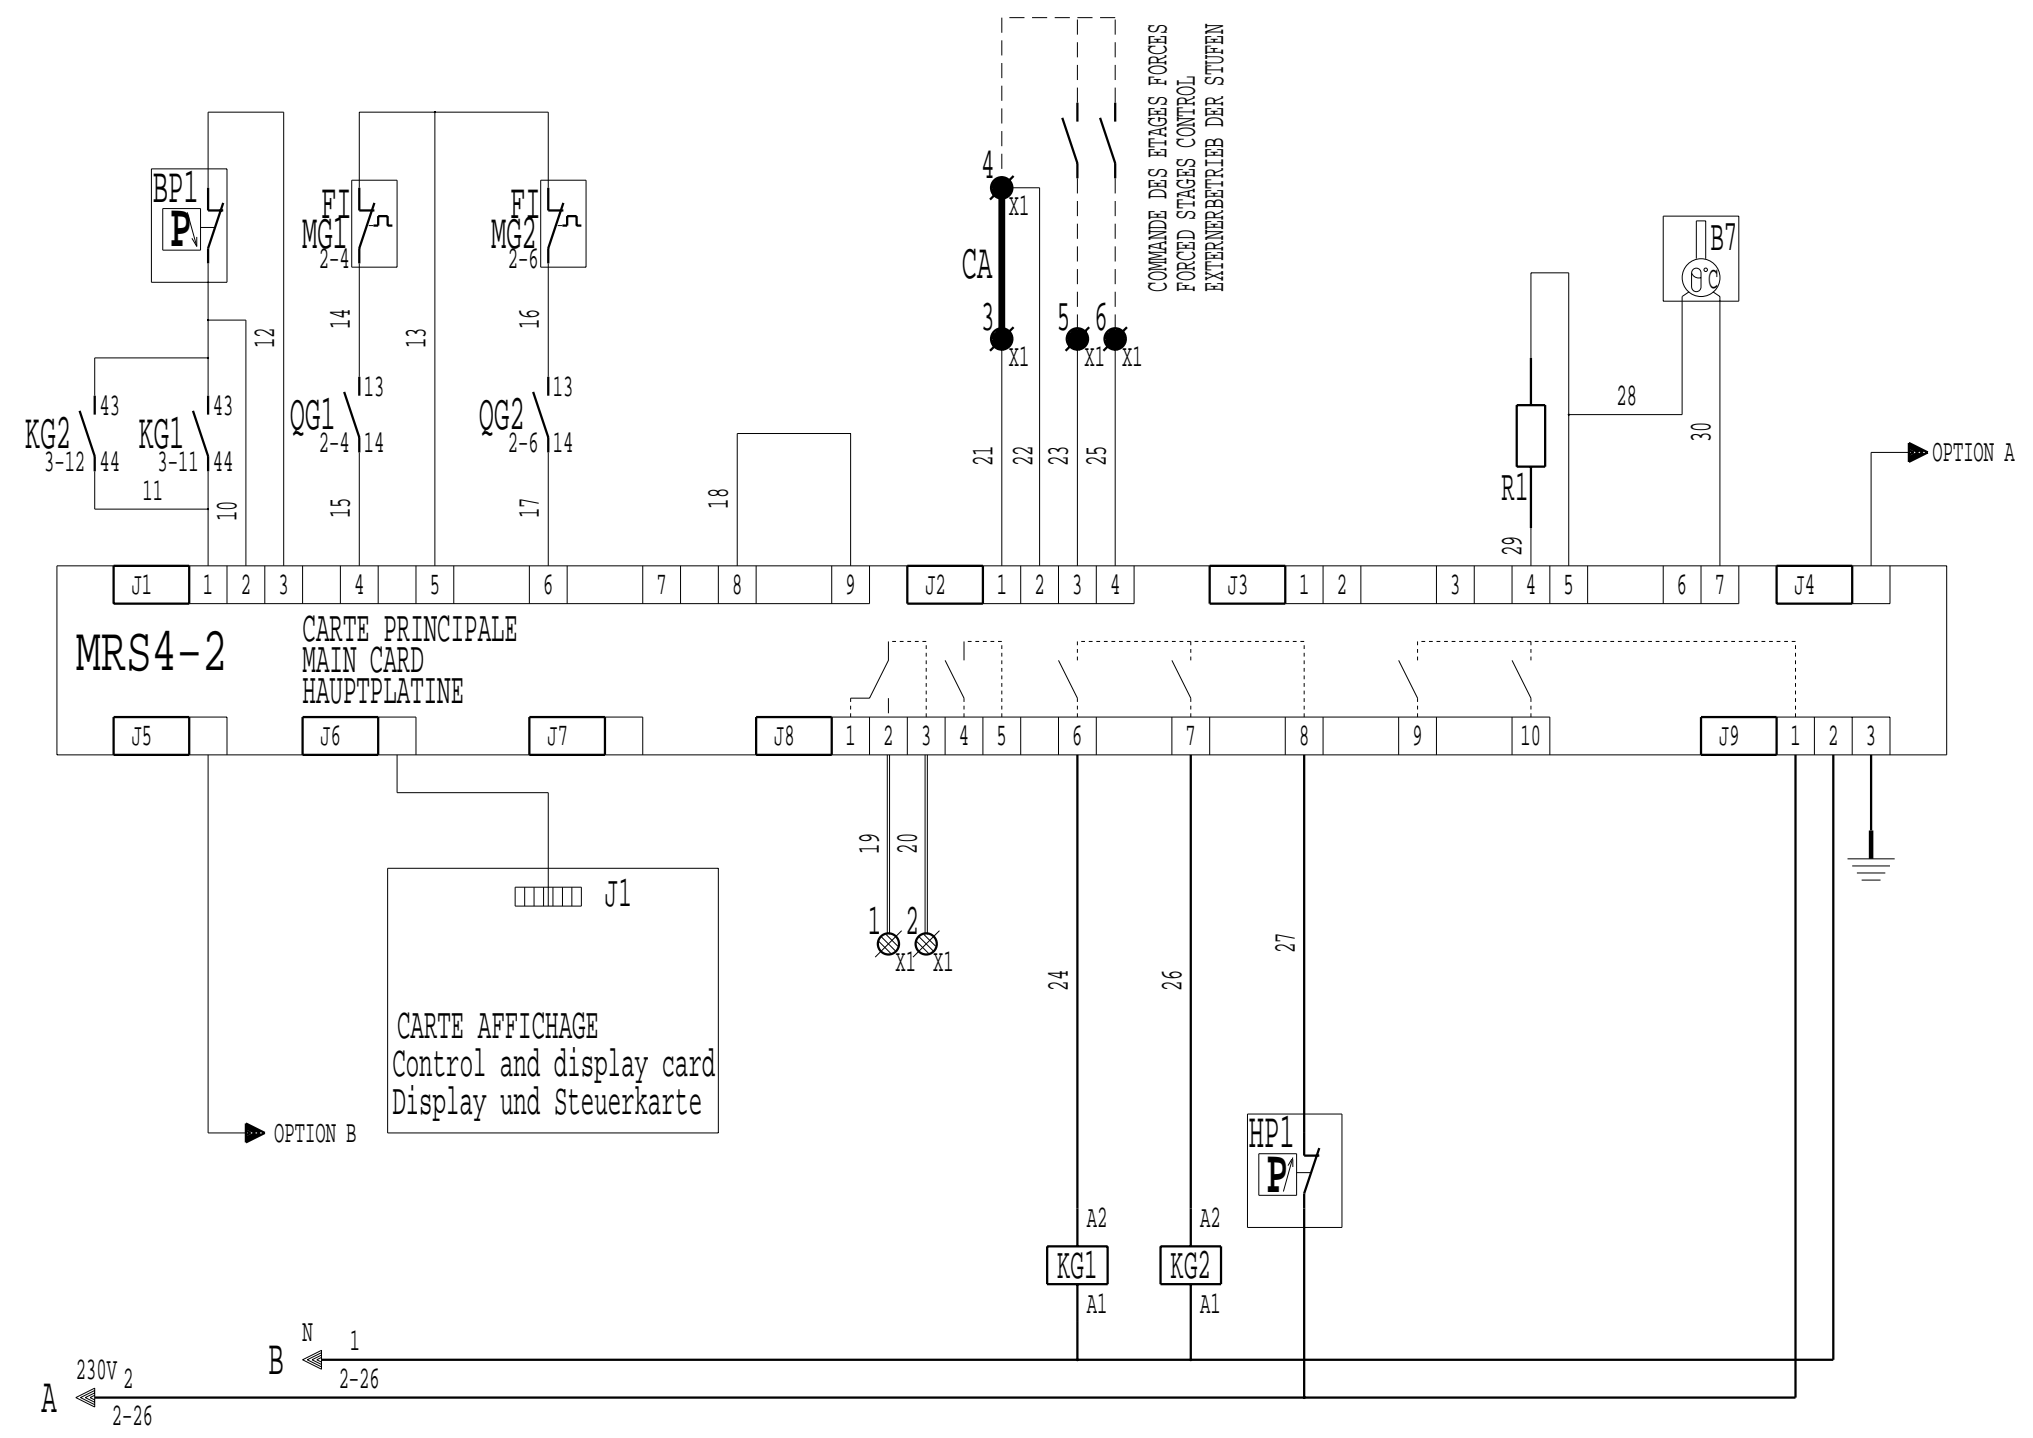 COMMANDE DES ETAGES FORCES
FORCED STAGES CONTROL
EXTERNERBETRIEB DER STUFEN
BP1
P
FI
MG1
2-4
FI
MG2
2-6
4
X1
CA
3
X1
5
X1
6
X1
B7
θ°C
12
14
13
16
KG2
3-12
43
44
KG1
3-11
43
44
11
10
QG1
2-4
13
14
15
QG2
2-6
13
14
17
18
21
22
23
25
R1
29
28
30
OPTION A
J1 1 2 3 4 5 6 7 8 9
J2 1 2 3 4
J3 1 2 3 4 5 6 7
J4
MRS4-2
CARTE PRINCIPALE
MAIN CARD
HAUPTPLATINE
J5
J6
J7
J8 1 2 3 4 5 6 7 8 9 10
J9 1 2 3
19
20
1
X1
2
X1
J1
CARTE AFFICHAGE
Control and display card
Display und Steuerkarte
OPTION B
24
26
27
HP1
P
A2
KG1
A1
A2
KG2
A1
B
N
1
2-26
A
230V
2
2-26